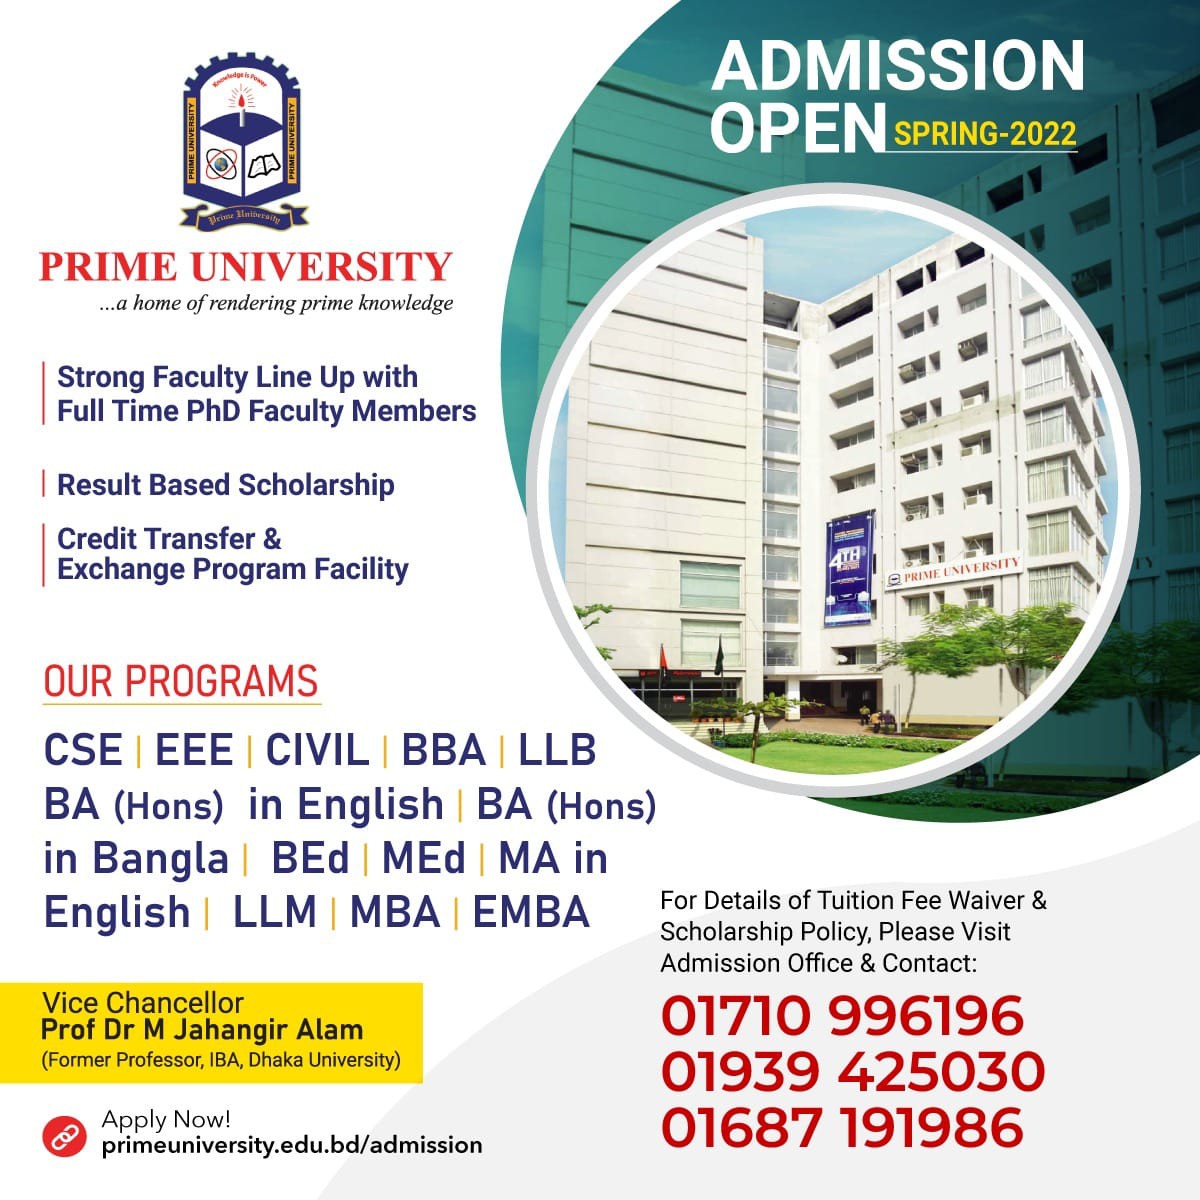 Knowledge is Power
PRIME UNIVERSITY
PRIME UNIVERSITY
Prime University
PRIME UNIVERSITY
...a home of rendering prime knowledge
Strong Faculty Line Up with
Full Time PhD Faculty Members
Result Based Scholarship
Credit Transfer &
Exchange Program Facility
ADMISSION
OPEN SPRING-2022
4TH
PRIME UNIVERSITY
OUR PROGRAMS
CSE | EEE | CIVIL | BBA | LLB
BA (Hons) in English | BA (Hons)
in Bangla | BEd | MEd | MA in
English | LLM | MBA | EMBA
Vice Chancellor
Prof Dr M Jahangir Alam
(Former Professor, IBA, Dhaka University)
Apply Now!
primeuniversity.edu.bd/admission
For Details of Tuition Fee Waiver &
Scholarship Policy, Please Visit
Admission Office & Contact:
01710 996196
01939 425030
01687 191986